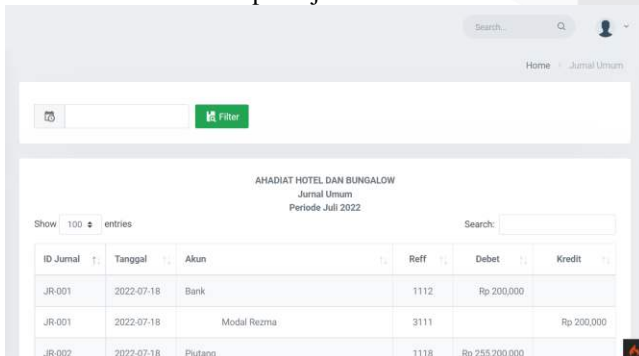 Search...
Home Jurnal Umum
Filter
AHADIAT HOTEL DAN BUNGALOW
Jurnal Umum
Periode Juli 2022
Show 100 entries Search:
ID Jurnal Tanggal Akun Reff Debet Kredit
JR-001 2022-07-18 Bank 1112 Rp 200,000
JR-001 2022-07-18 Modal Rezma 3111 Rp 200,000
JR-002 2022-07-18 Piutang 1118 Rp 255,200,000